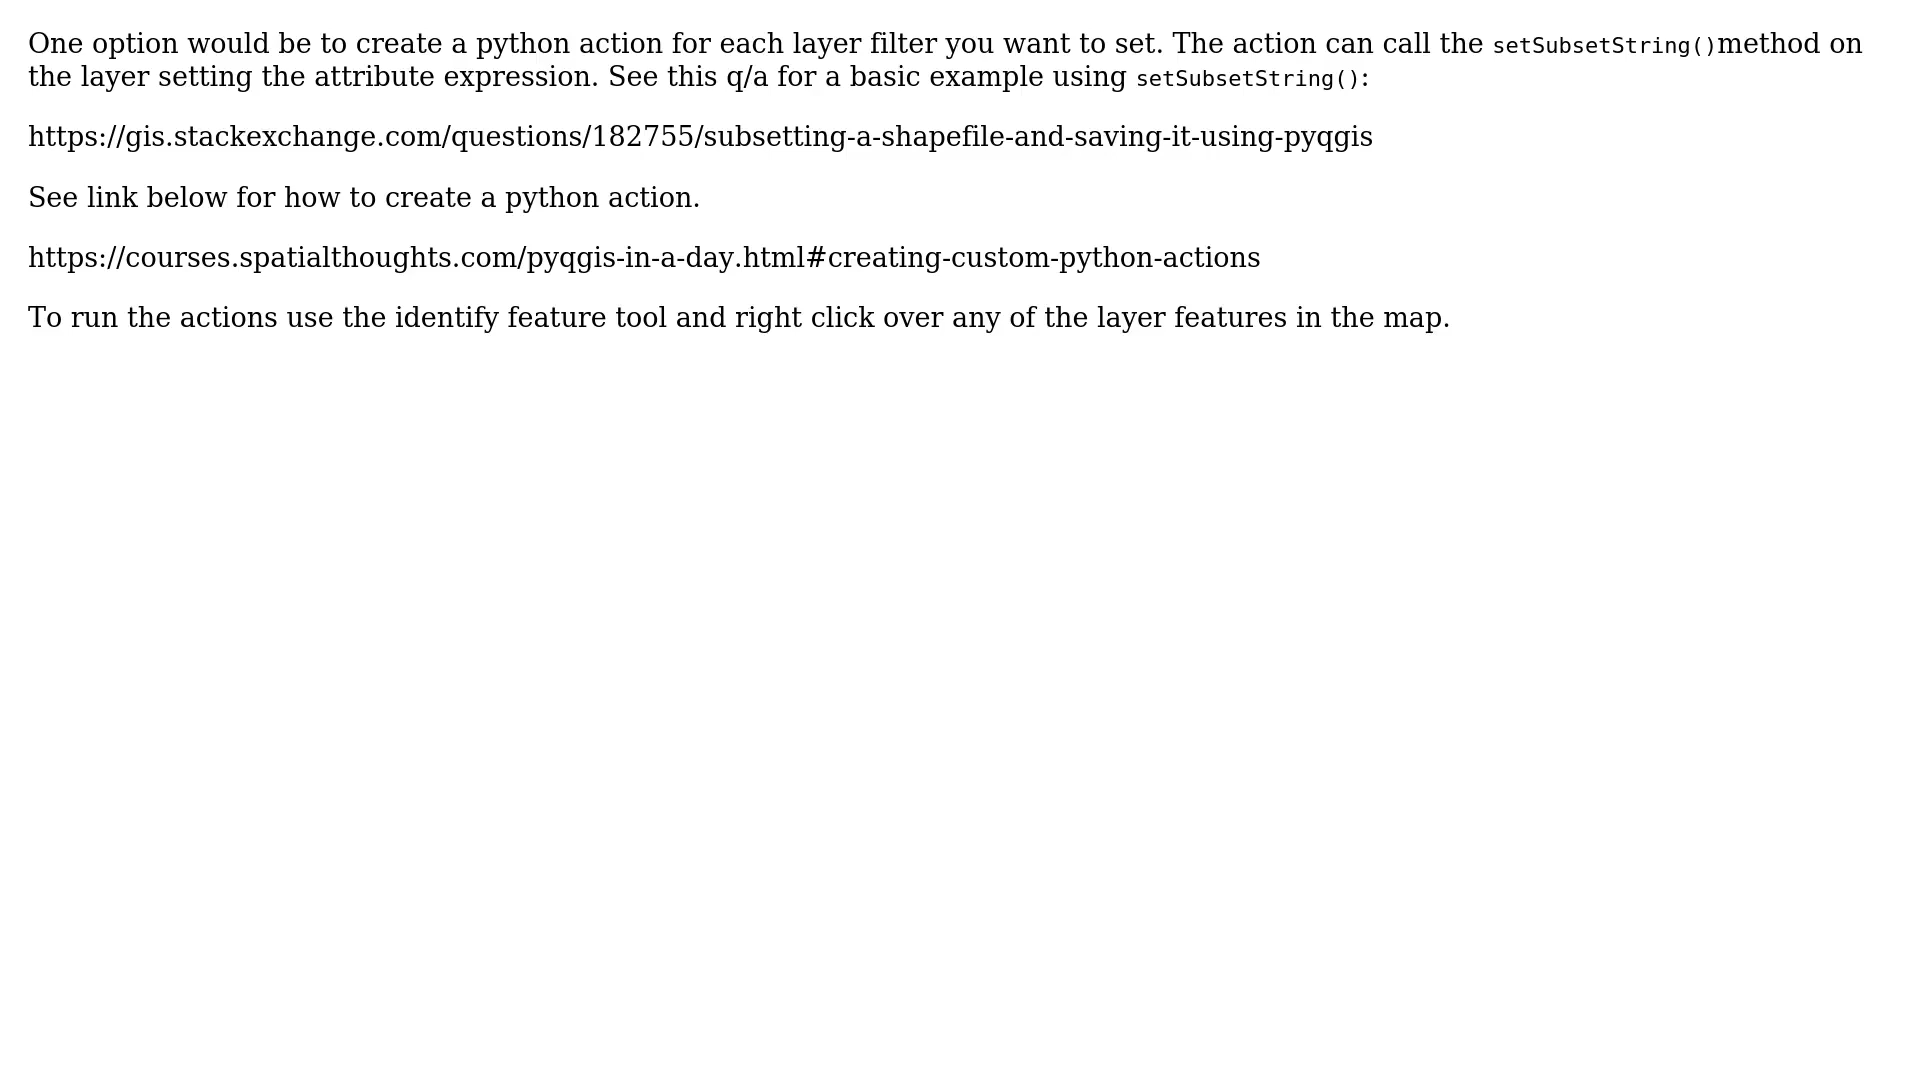 One option would be to create a python action for each layer filter you want to set. The action can call the setSubsetString()method on
the layer setting the attribute expression. See this q/a for a basic example using setSubsetString():
https://gis.stackexchange.com/questions/182755/subsetting-a-shapefile-and-saving-it-using-pyqgis
See link below for how to create a python action.
https://courses.spatialthoughts.com/pyqgis-in-a-day.html#creating-custom-python-actions
To run the actions use the identify feature tool and right click over any of the layer features in the map.